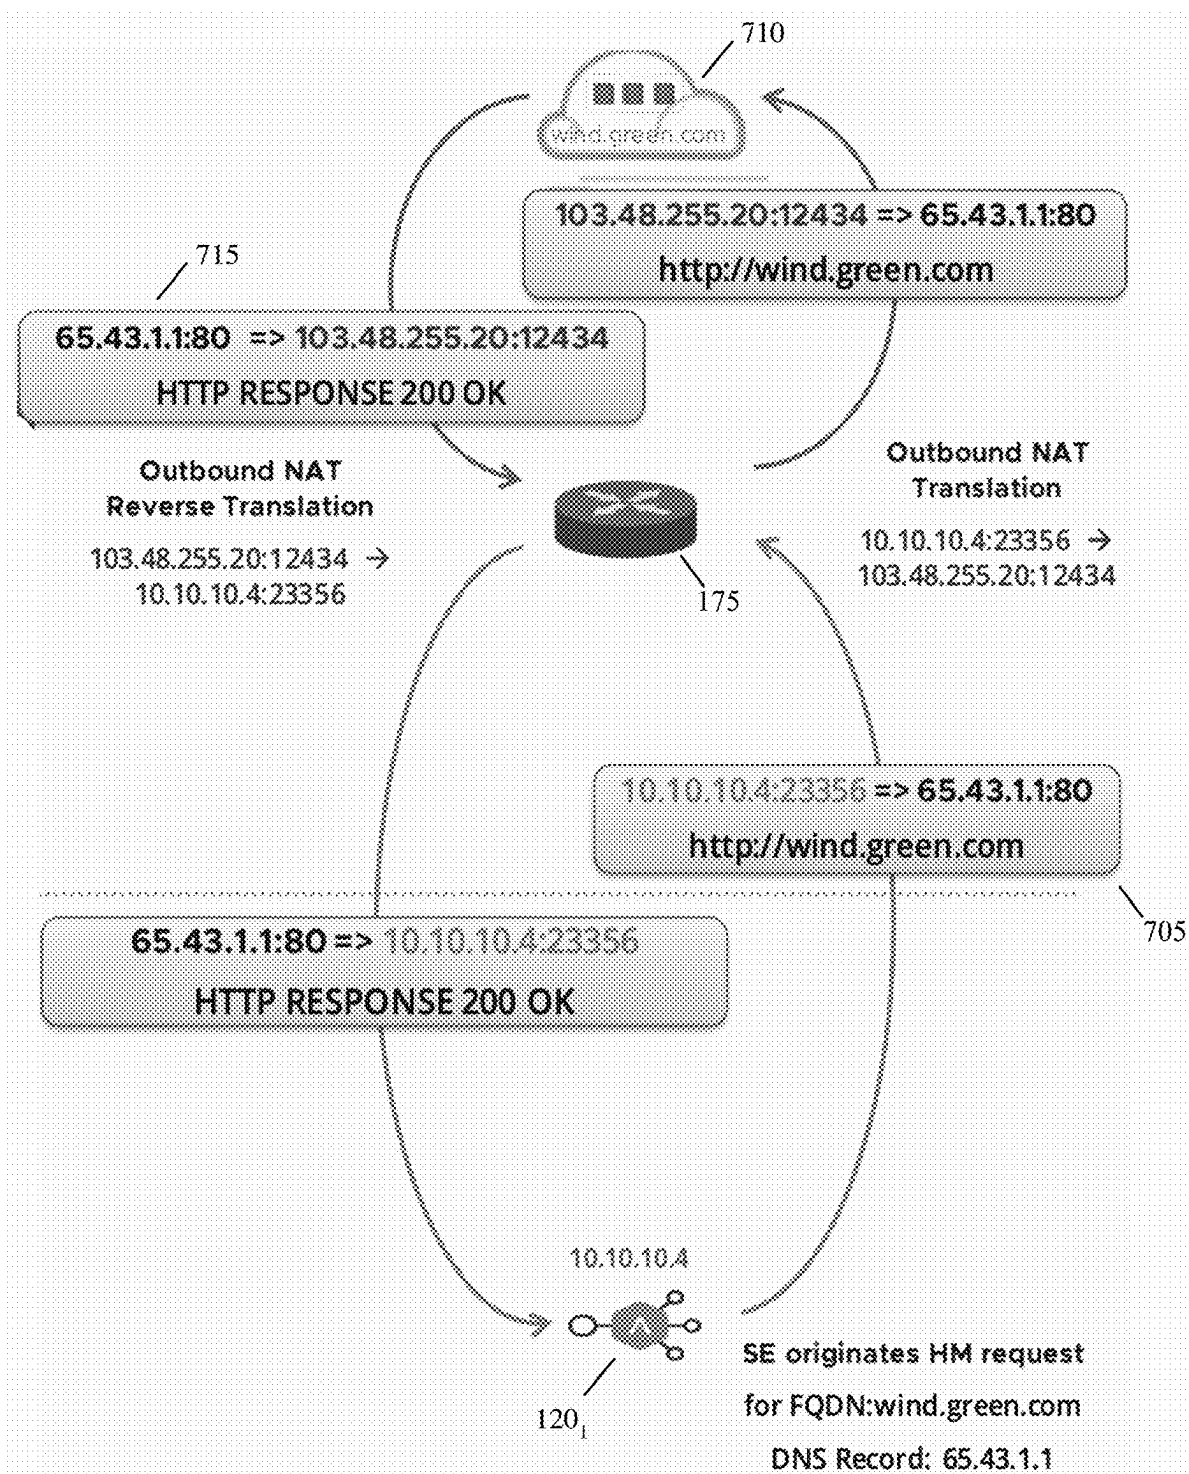 710
wind.green.com
103.48.255.20:12434 => 65.43.1.1:80
http://wind.green.com
715
65.43.1.1:80 => 103.48.255.20:12434
HTTP RESPONSE 200 OK
Outbound NAT
Reverse Translation
103.48.255.20:12434 →
10.10.10.4:23356
Outbound NAT
Translation
10.10.10.4:23356 →
103.48.255.20:12434
175
10.10.10.4:23356 => 65.43.1.1:80
http://wind.green.com
705
65.43.1.1:80 => 10.10.10.4:23356
HTTP RESPONSE 200 OK
10.10.10.4
120₁
SE originates HM request
for FQDN:wind.green.com
DNS Record: 65.43.1.1